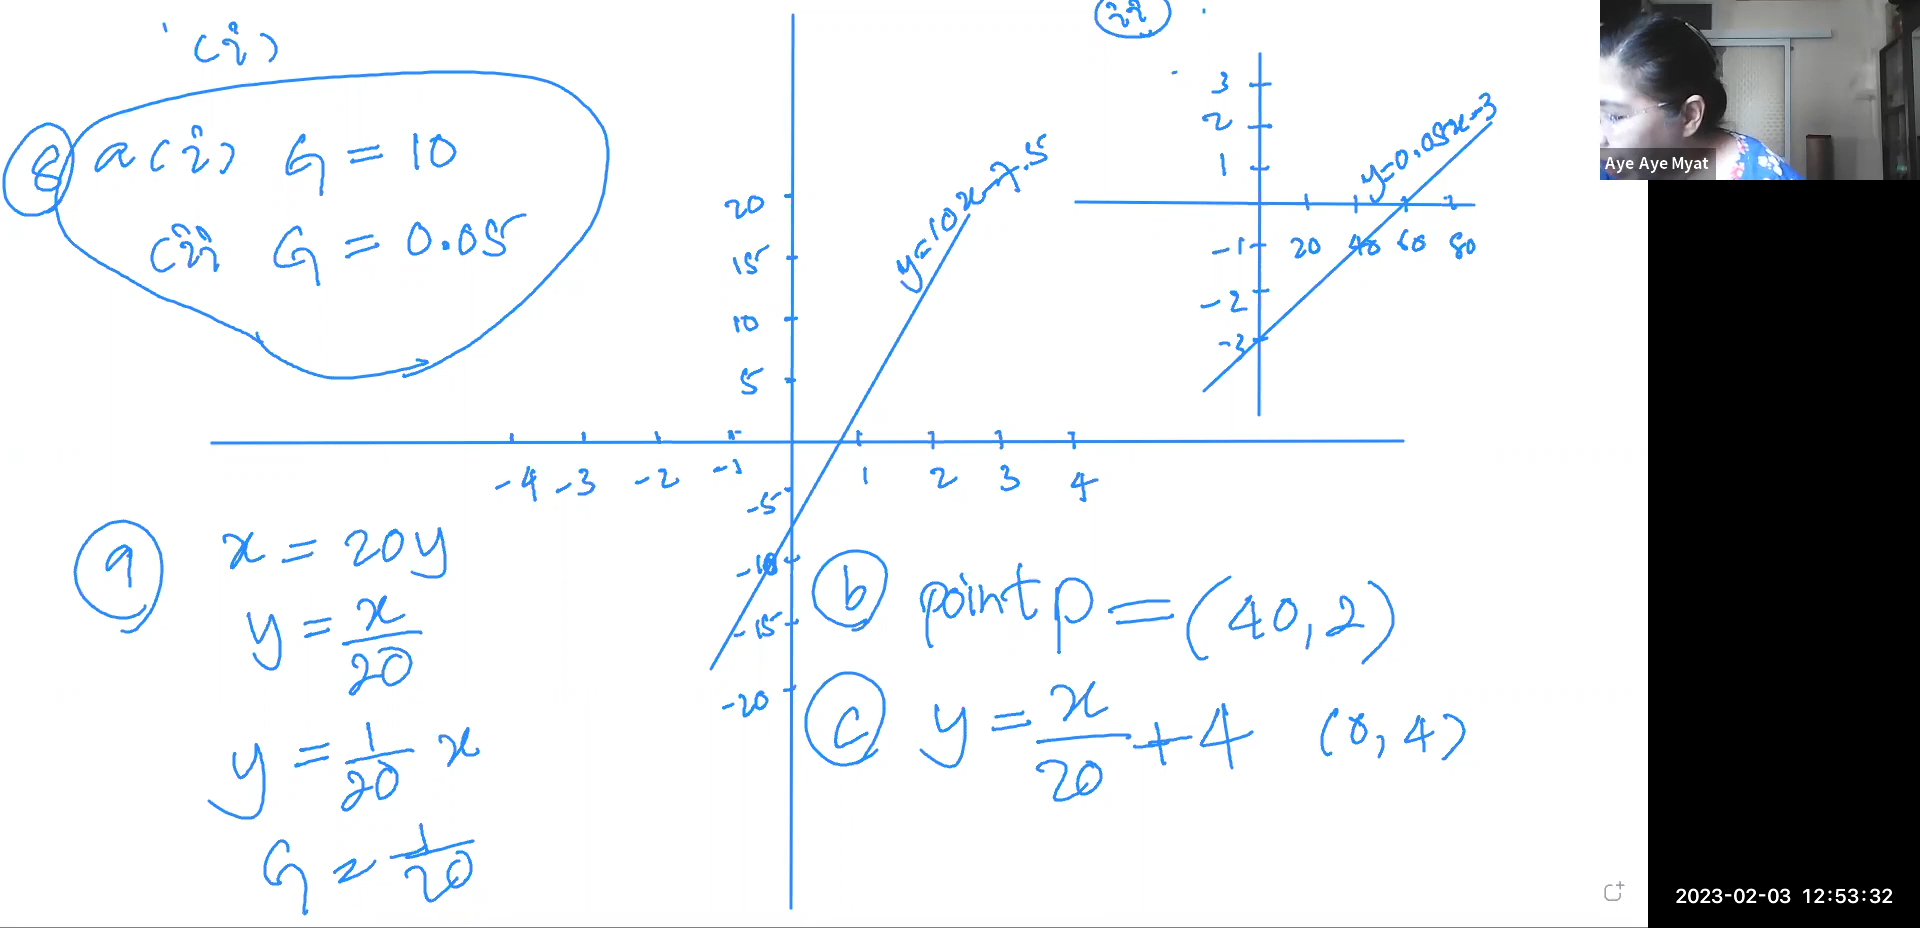 (i)
8 a(i) G = 10
(ii) G = 0.05
20
15
10
5
-5
-10
-15
-20
-4 -3 -2 -1 1 2 3 4
y=10x-7.5
(ii)
3
2
1
-1
-2
-3
20 40 60 80
y=0.05x-3
9 x = 20y
y = x/20
y = 1/20 x
G = 1/20
b point P = (40,2)
c y = x/20 + 4 (0,4)
Aye Aye Myat
2023-02-03 12:53:32